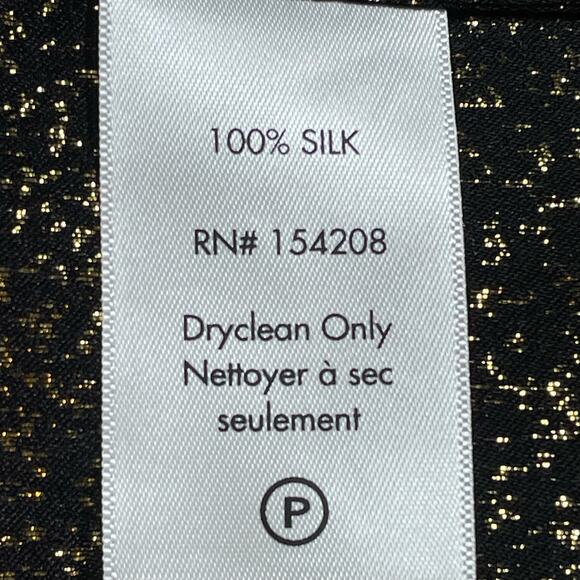 100% SILK
RN# 154208
Dryclean Only
Nettoyer à sec
seulement
P